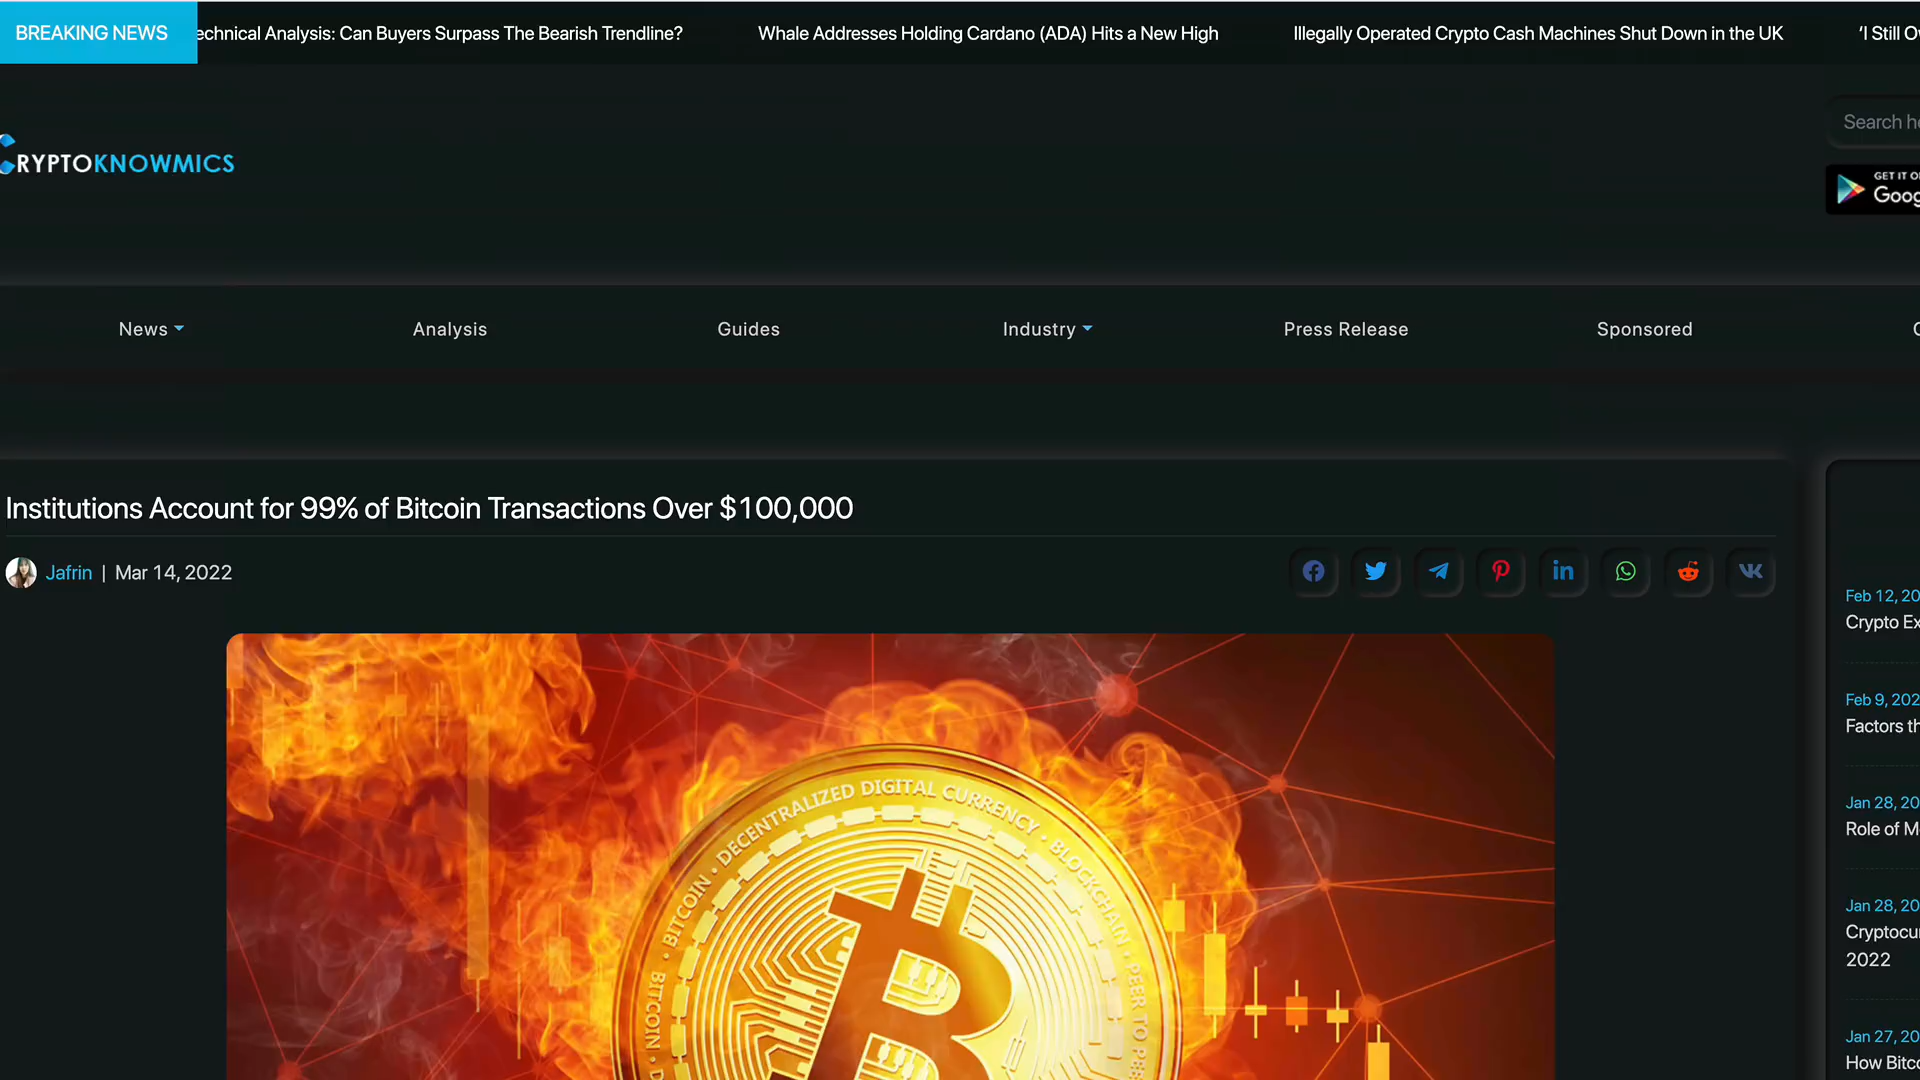 BREAKING NEWS
echnical Analysis: Can Buyers Surpass The Bearish Trendline?
Whale Addresses Holding Cardano (ADA) Hits a New High
Illegally Operated Crypto Cash Machines Shut Down in the UK
‘I Still
Search
CRYPTOKNOWMICS
GET IT
News
Analysis
Guides
Industry
Press Release
Sponsored
Institutions Account for 99% of Bitcoin Transactions Over $100,000
Jafrin | Mar 14, 2022
Feb 12, 20
Crypto Ex
Feb 9, 202
Factors th
Jan 28, 20
Role of M
Jan 28, 20
Cryptocu
2022
Jan 27, 20
How Bitc
BITCOIN • DECENTRALIZED DIGITAL CURRENCY • BLOCKCHAIN • PEER TO PE
BITCOIN • D